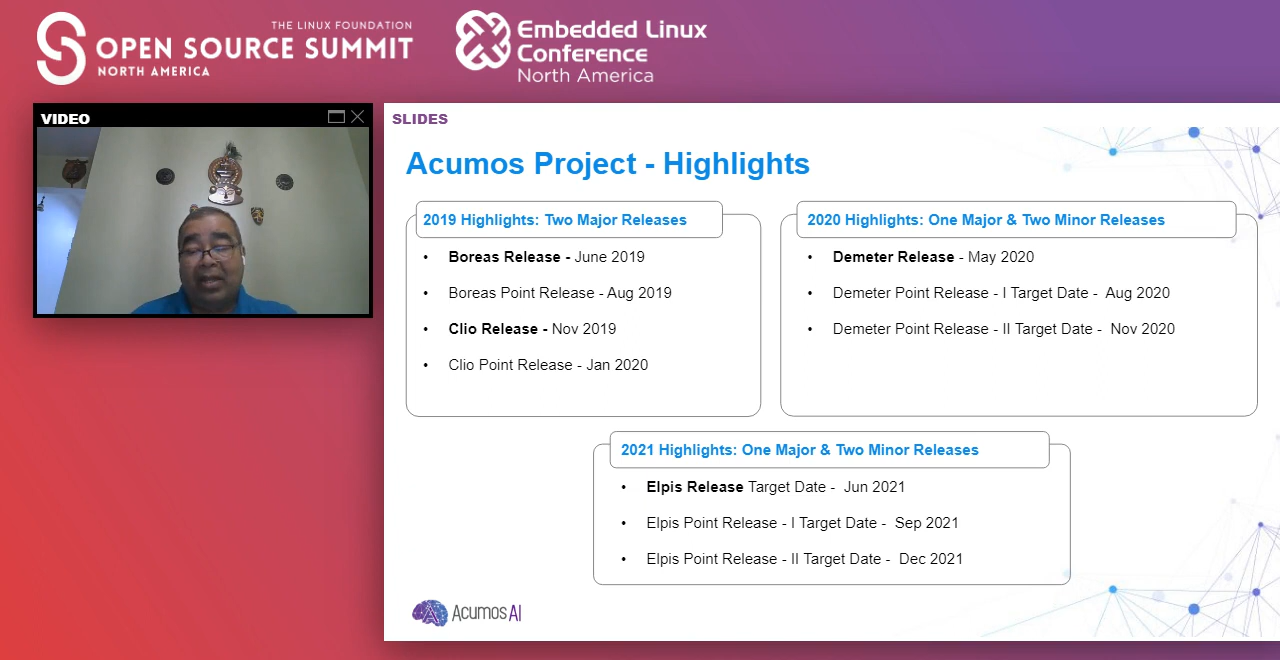 THE LINUX FOUNDATION
OPEN SOURCE SUMMIT
NORTH AMERICA
Embedded Linux
Conference
North America
VIDEO
SLIDES
Acumos Project - Highlights
2019 Highlights: Two Major Releases
• Boreas Release - June 2019
• Boreas Point Release - Aug 2019
• Clio Release - Nov 2019
• Clio Point Release - Jan 2020
2020 Highlights: One Major & Two Minor Releases
• Demeter Release - May 2020
• Demeter Point Release - I Target Date - Aug 2020
• Demeter Point Release - II Target Date - Nov 2020
2021 Highlights: One Major & Two Minor Releases
• Elpis Release Target Date - Jun 2021
• Elpis Point Release - I Target Date - Sep 2021
• Elpis Point Release - II Target Date - Dec 2021
Acumos AI